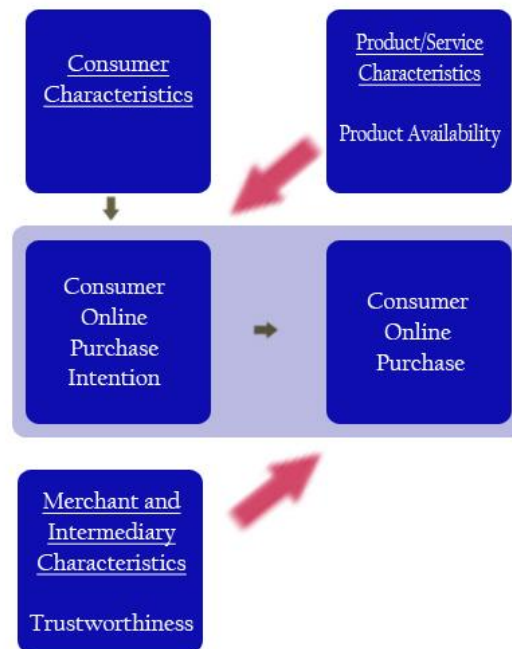 Consumer
Characteristics
Product/Service
Characteristics
Product Availability
Consumer
Online
Purchase
Intention
Consumer
Online
Purchase
Merchant and
Intermediary
Characteristics
Trustworthiness